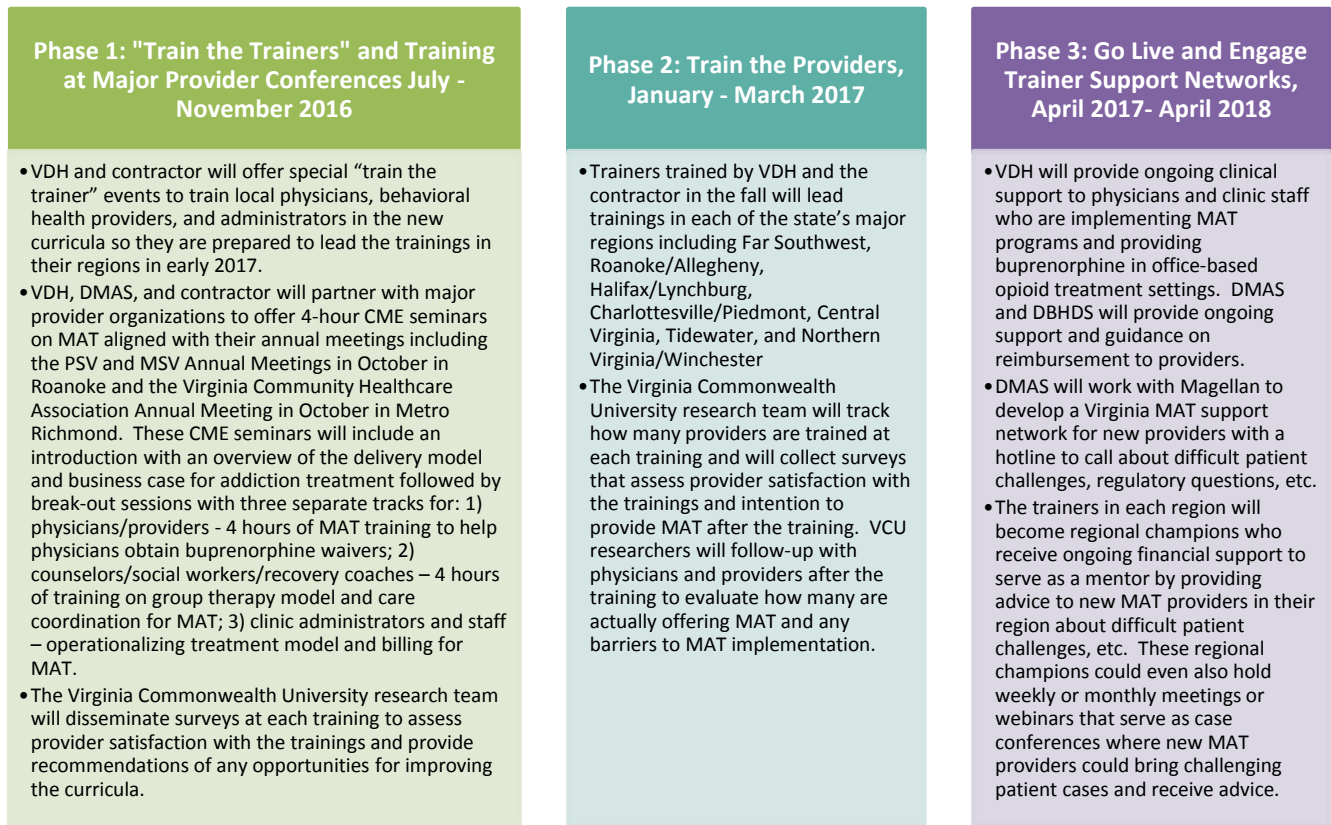 Phase 1: "Train the Trainers" and Training
at Major Provider Conferences July -
November 2016
•VDH and contractor will offer special “train the
trainer” events to train local physicians, behavioral
health providers, and administrators in the new
curricula so they are prepared to lead the trainings in
their regions in early 2017.
•VDH, DMAS, and contractor will partner with major
provider organizations to offer 4-hour CME seminars
on MAT aligned with their annual meetings including
the PSV and MSV Annual Meetings in October in
Roanoke and the Virginia Community Healthcare
Association Annual Meeting in October in Metro
Richmond.  These CME seminars will include an
introduction with an overview of the delivery model
and business case for addiction treatment followed by
break-out sessions with three separate tracks for: 1)
physicians/providers - 4 hours of MAT training to help
physicians obtain buprenorphine waivers; 2)
counselors/social workers/recovery coaches – 4 hours
of training on group therapy model and care
coordination for MAT; 3) clinic administrators and staff
– operationalizing treatment model and billing for
MAT.
•The Virginia Commonwealth University research team
will disseminate surveys at each training to assess
provider satisfaction with the trainings and provide
recommendations of any opportunities for improving
the curricula.
Phase 2: Train the Providers,
January - March 2017
•Trainers trained by VDH and the
contractor in the fall will lead
trainings in each of the state’s major
regions including Far Southwest,
Roanoke/Allegheny,
Halifax/Lynchburg,
Charlottesville/Piedmont, Central
Virginia, Tidewater, and Northern
Virginia/Winchester
•The Virginia Commonwealth
University research team will track
how many providers are trained at
each training and will collect surveys
that assess provider satisfaction with
the trainings and intention to
provide MAT after the training.  VCU
researchers will follow-up with
physicians and providers after the
training to evaluate how many are
actually offering MAT and any
barriers to MAT implementation.
Phase 3: Go Live and Engage
Trainer Support Networks,
April 2017- April 2018
•VDH will provide ongoing clinical
support to physicians and clinic staff
who are implementing MAT
programs and providing
buprenorphine in office-based
opioid treatment settings.  DMAS
and DBHDS will provide ongoing
support and guidance on
reimbursement to providers.
•DMAS will work with Magellan to
develop a Virginia MAT support
network for new providers with a
hotline to call about difficult patient
challenges, regulatory questions, etc.
•The trainers in each region will
become regional champions who
receive ongoing financial support to
serve as a mentor by providing
advice to new MAT providers in their
region about difficult patient
challenges, etc.  These regional
champions could even also hold
weekly or monthly meetings or
webinars that serve as case
conferences where new MAT
providers could bring challenging
patient cases and receive advice.